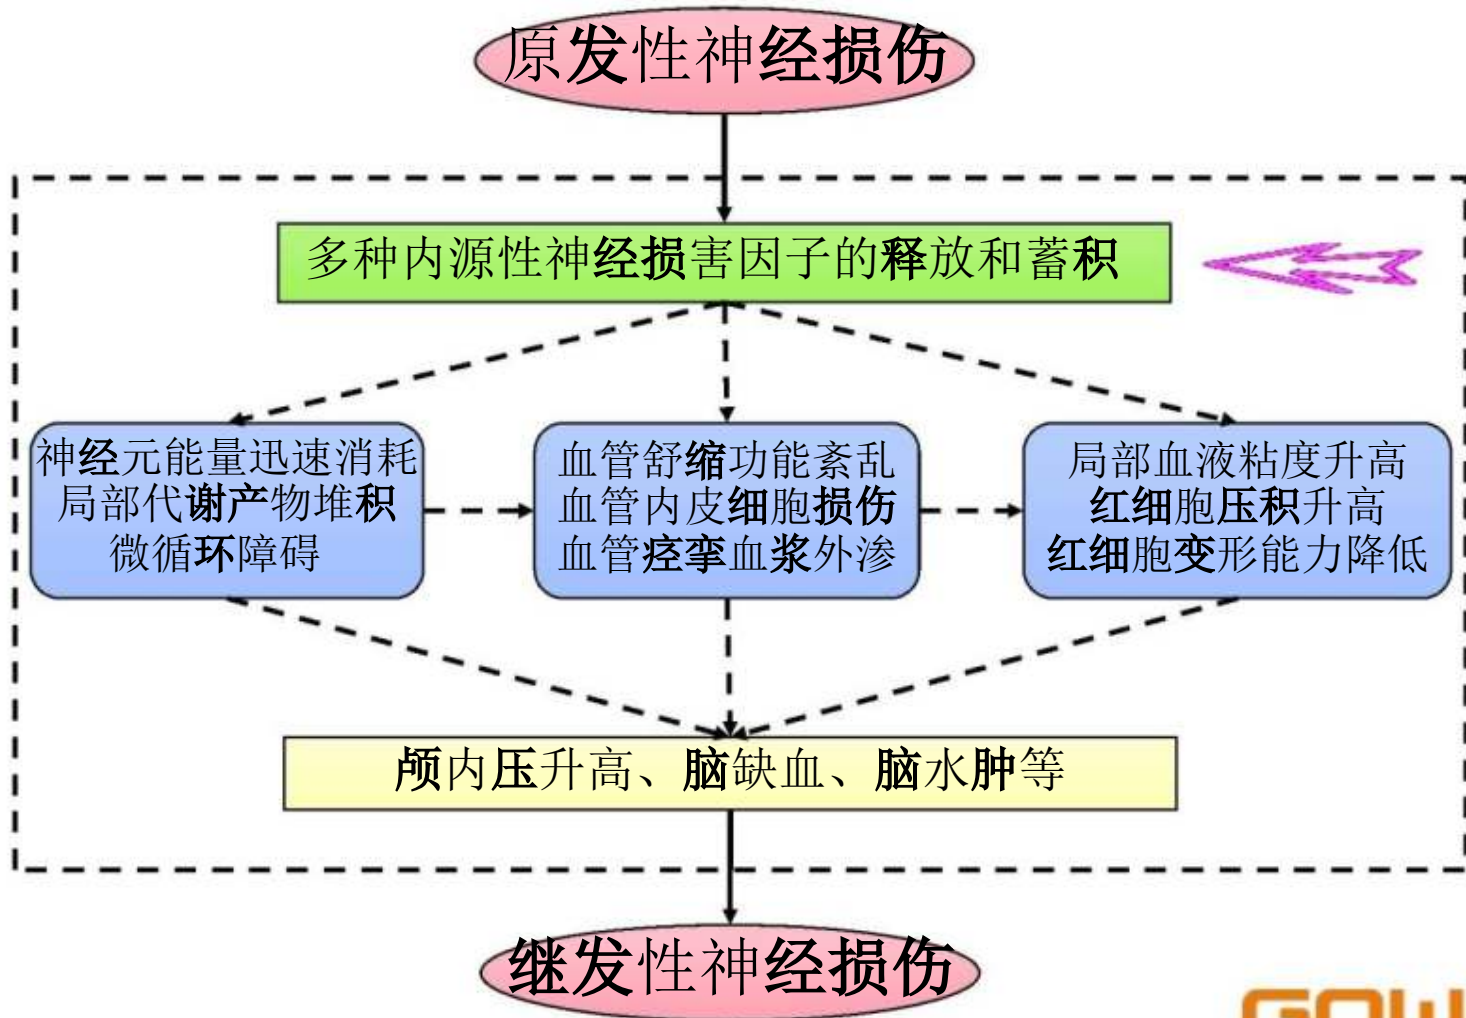 原发性神经损伤
多种内源性神经损害因子的释放和蓄积
神经元能量迅速消耗
局部代谢产物堆积
微循环障碍
血管舒缩功能紊乱
血管内皮细胞损伤
血管痉挛血浆外渗
局部血液粘度升高
红细胞压积升高
红细胞变形能力降低
颅内压升高、脑缺血、脑水肿等
继发性神经损伤